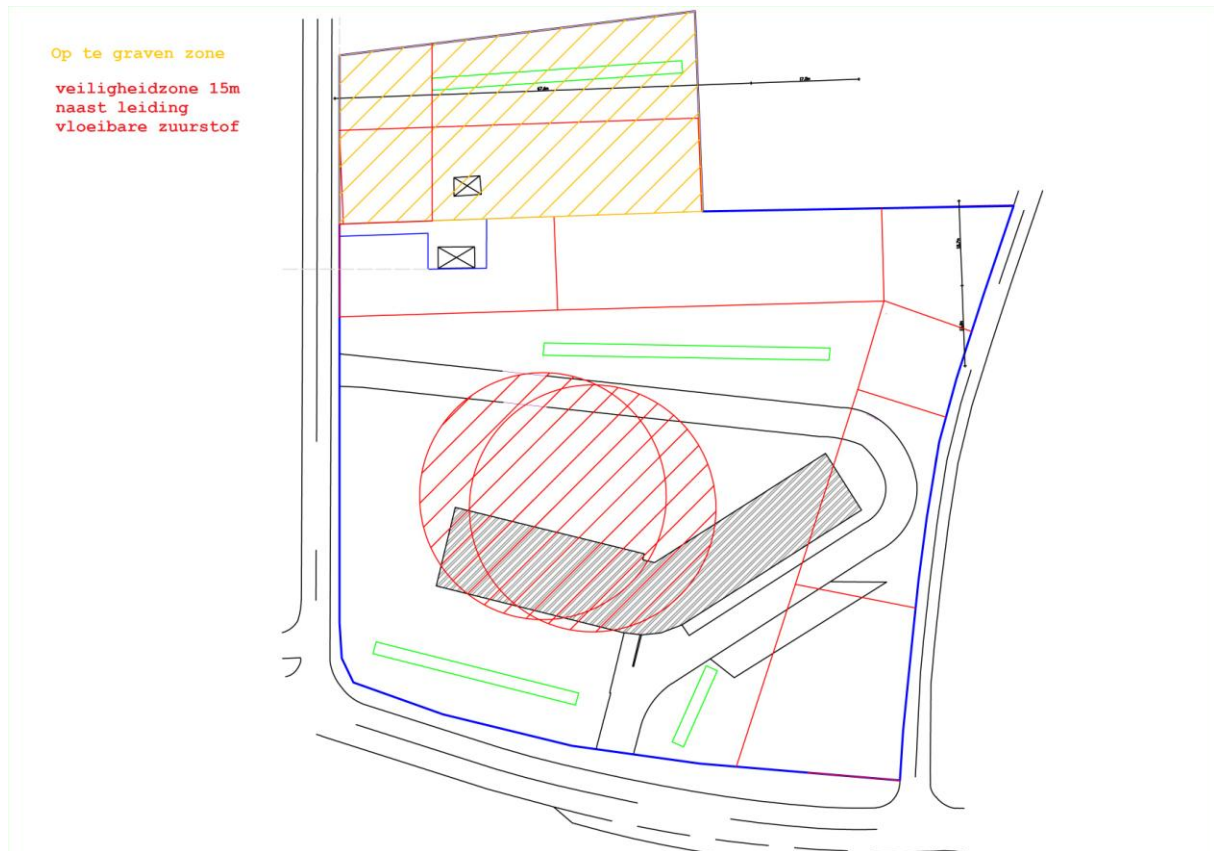 Op te graven zone
veiligheidzone 15m
naast leiding
vloeibare zuurstof